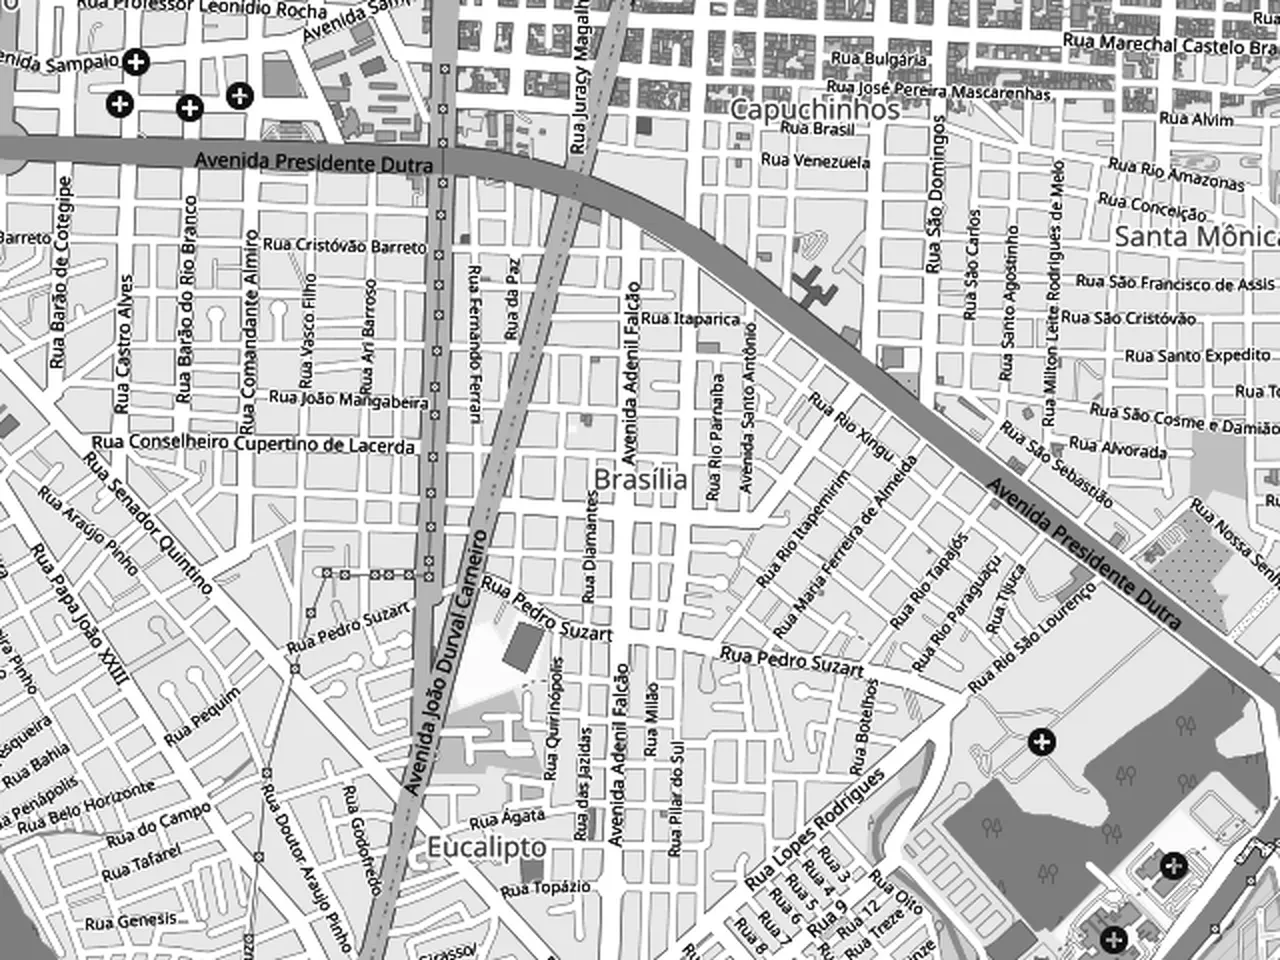 Rua Professor Leonídio Rocha
Avenida Sampaio
Rua Juracy Magalh
Rua Marechal Castelo Bra
Rua Bulgária
Rua José Pereira Mascarenhas
Capuchinhos
Rua Brasil
Rua Alvim
Rua Venezuela
Avenida Presidente Dutra
Rua Rio Amazonas
Rua Conceição
Santa Mônica
Barreto
Rua Cristóvão Barreto
Rua Barão de Cotegipe
Rua Barão do Rio Branco
Rua Castro Alves
Rua Comandante Almiro
Rua Vasco Filho
Rua Ari Barroso
Rua Fernando Ferrari
Rua da Paz
Avenida Adenil Falcão
Rua Itaparica
Rua São Domingos
Rua São Carlos
Rua Santo Agostinho
Rua Milton Leite Rodrigues de Melo
Rua São Francisco de Assis
Rua São Cristóvão
Rua Santo Expedito
Rua João Mangabeira
Rua Rio Parnaíba
Avenida Santo Antônio
Rua Rio Xingu
Rua São Cosme e Damião
Rua Conselheiro Cupertino de Lacerda
Rua São Sebastião
Rua Alvorada
Brasília
Rua Senador Quintino
Rua Araújo Pinho
Rua Papa João XXIII
Rua Diamantes
Rua Rio Itapemirim
Rua Maria Ferreira de Almeida
Avenida Presidente Dutra
Rua Nossa Senh
Rua Rio Tapajós
Rua Rio Paraguaçu
Rua Tijuca
Rua Rio São Lourenço
Rua Pedro Suzart
Rua Pedro Suzart
Rua Pedro Suzart
Avenida João Durval Carneiro
Rua Pequim
Rua Bahia
Rua Belo Horizonte
Rua do Campo
Rua Tafarel
Rua Genesis...
Rua Doutor Araujo Pinho
Rua Godofredo
Rua Quirinópolis
Rua das Jazidas
Avenida Adenil Falcão
Rua Milão
Rua Pilar do Sul
Rua Botelhos
Rua Ágata
Eucalipto
Rua Topázio
Rua Lopes Rodrigues
Rua 3
Rua 4
Rua 5
Rua 6
Rua 7
Rua 8
Rua 9
Rua 12
Rua Oito
Rua Treze